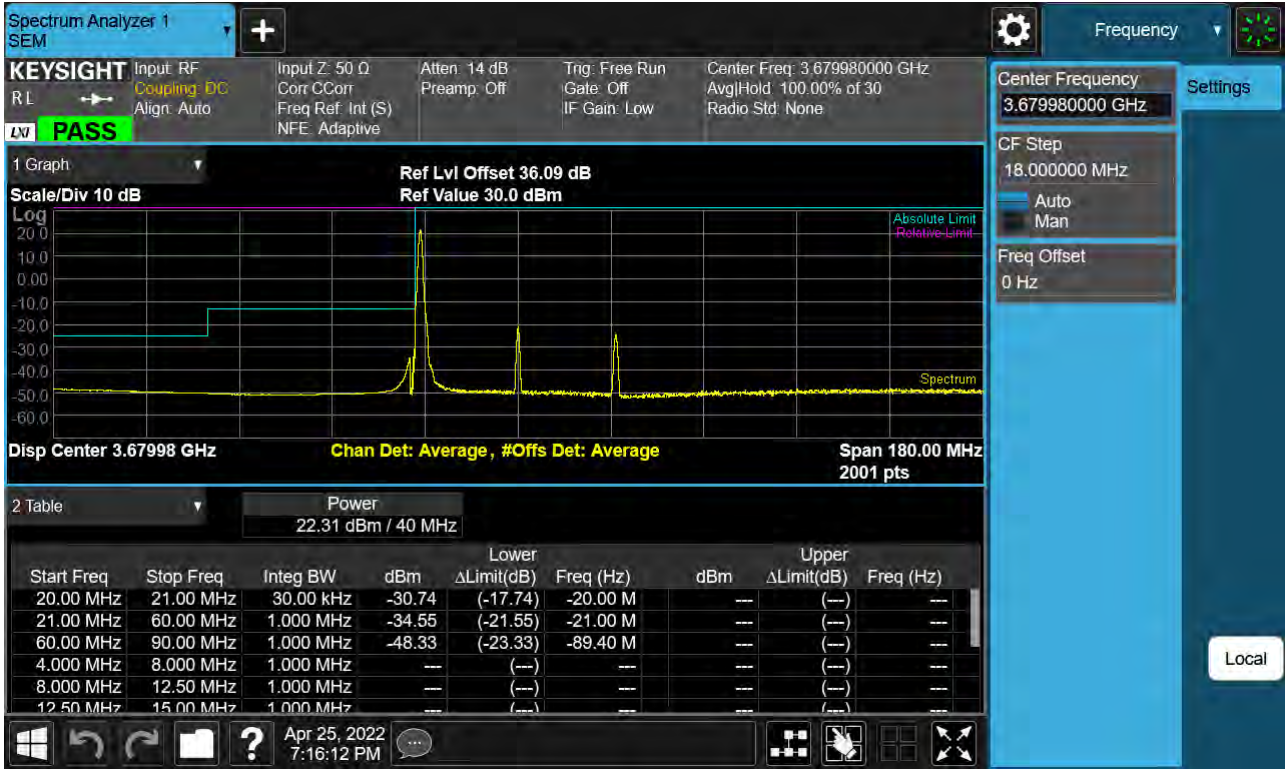 Spectrum Analyzer 1
SEM
+
Frequency
KEYSIGHT
R L
LXI PASS
Input: RF
Coupling: DC
Align: Auto
Input Z: 50 Ω
Corr CCorr
Freq Ref: Int (S)
NFE: Adaptive
Atten: 14 dB
Preamp: Off
Trig: Free Run
Gate: Off
IF Gain: Low
Center Freq: 3.679980000 GHz
Avg|Hold: 100.00% of 30
Radio Std: None
Center Frequency
3.679980000 GHz
Settings
CF Step
18.000000 MHz
Auto
Man
Freq Offset
0 Hz
1 Graph
Scale/Div 10 dB
Ref Lvl Offset 36.09 dB
Ref Value 30.0 dBm
Log
Absolute Limit
Relative Limit
20.0
10.0
0.00
-10.0
-20.0
-30.0
-40.0
-50.0
-60.0
Spectrum
Disp Center 3.67998 GHz
Chan Det: Average, #Offs Det: Average
Span 180.00 MHz
2001 pts
2 Table
Power
22.31 dBm / 40 MHz
Lower Upper
Start Freq Stop Freq Integ BW dBm ΔLimit(dB) Freq (Hz) dBm ΔLimit(dB) Freq (Hz)
20.00 MHz 21.00 MHz 30.00 kHz -30.74 (-17.74) -20.00 M --- (---) ---
21.00 MHz 60.00 MHz 1.000 MHz -34.55 (-21.55) -21.00 M --- (---) ---
60.00 MHz 90.00 MHz 1.000 MHz -48.33 (-23.33) -89.40 M --- (---) ---
4.000 MHz 8.000 MHz 1.000 MHz --- (---) --- --- (---) ---
8.000 MHz 12.50 MHz 1.000 MHz --- (---) --- --- (---) ---
12.50 MHz 15.00 MHz 1.000 MHz --- (---) --- --- (---) ---
Local
?
Apr 25, 2022
7:16:12 PM